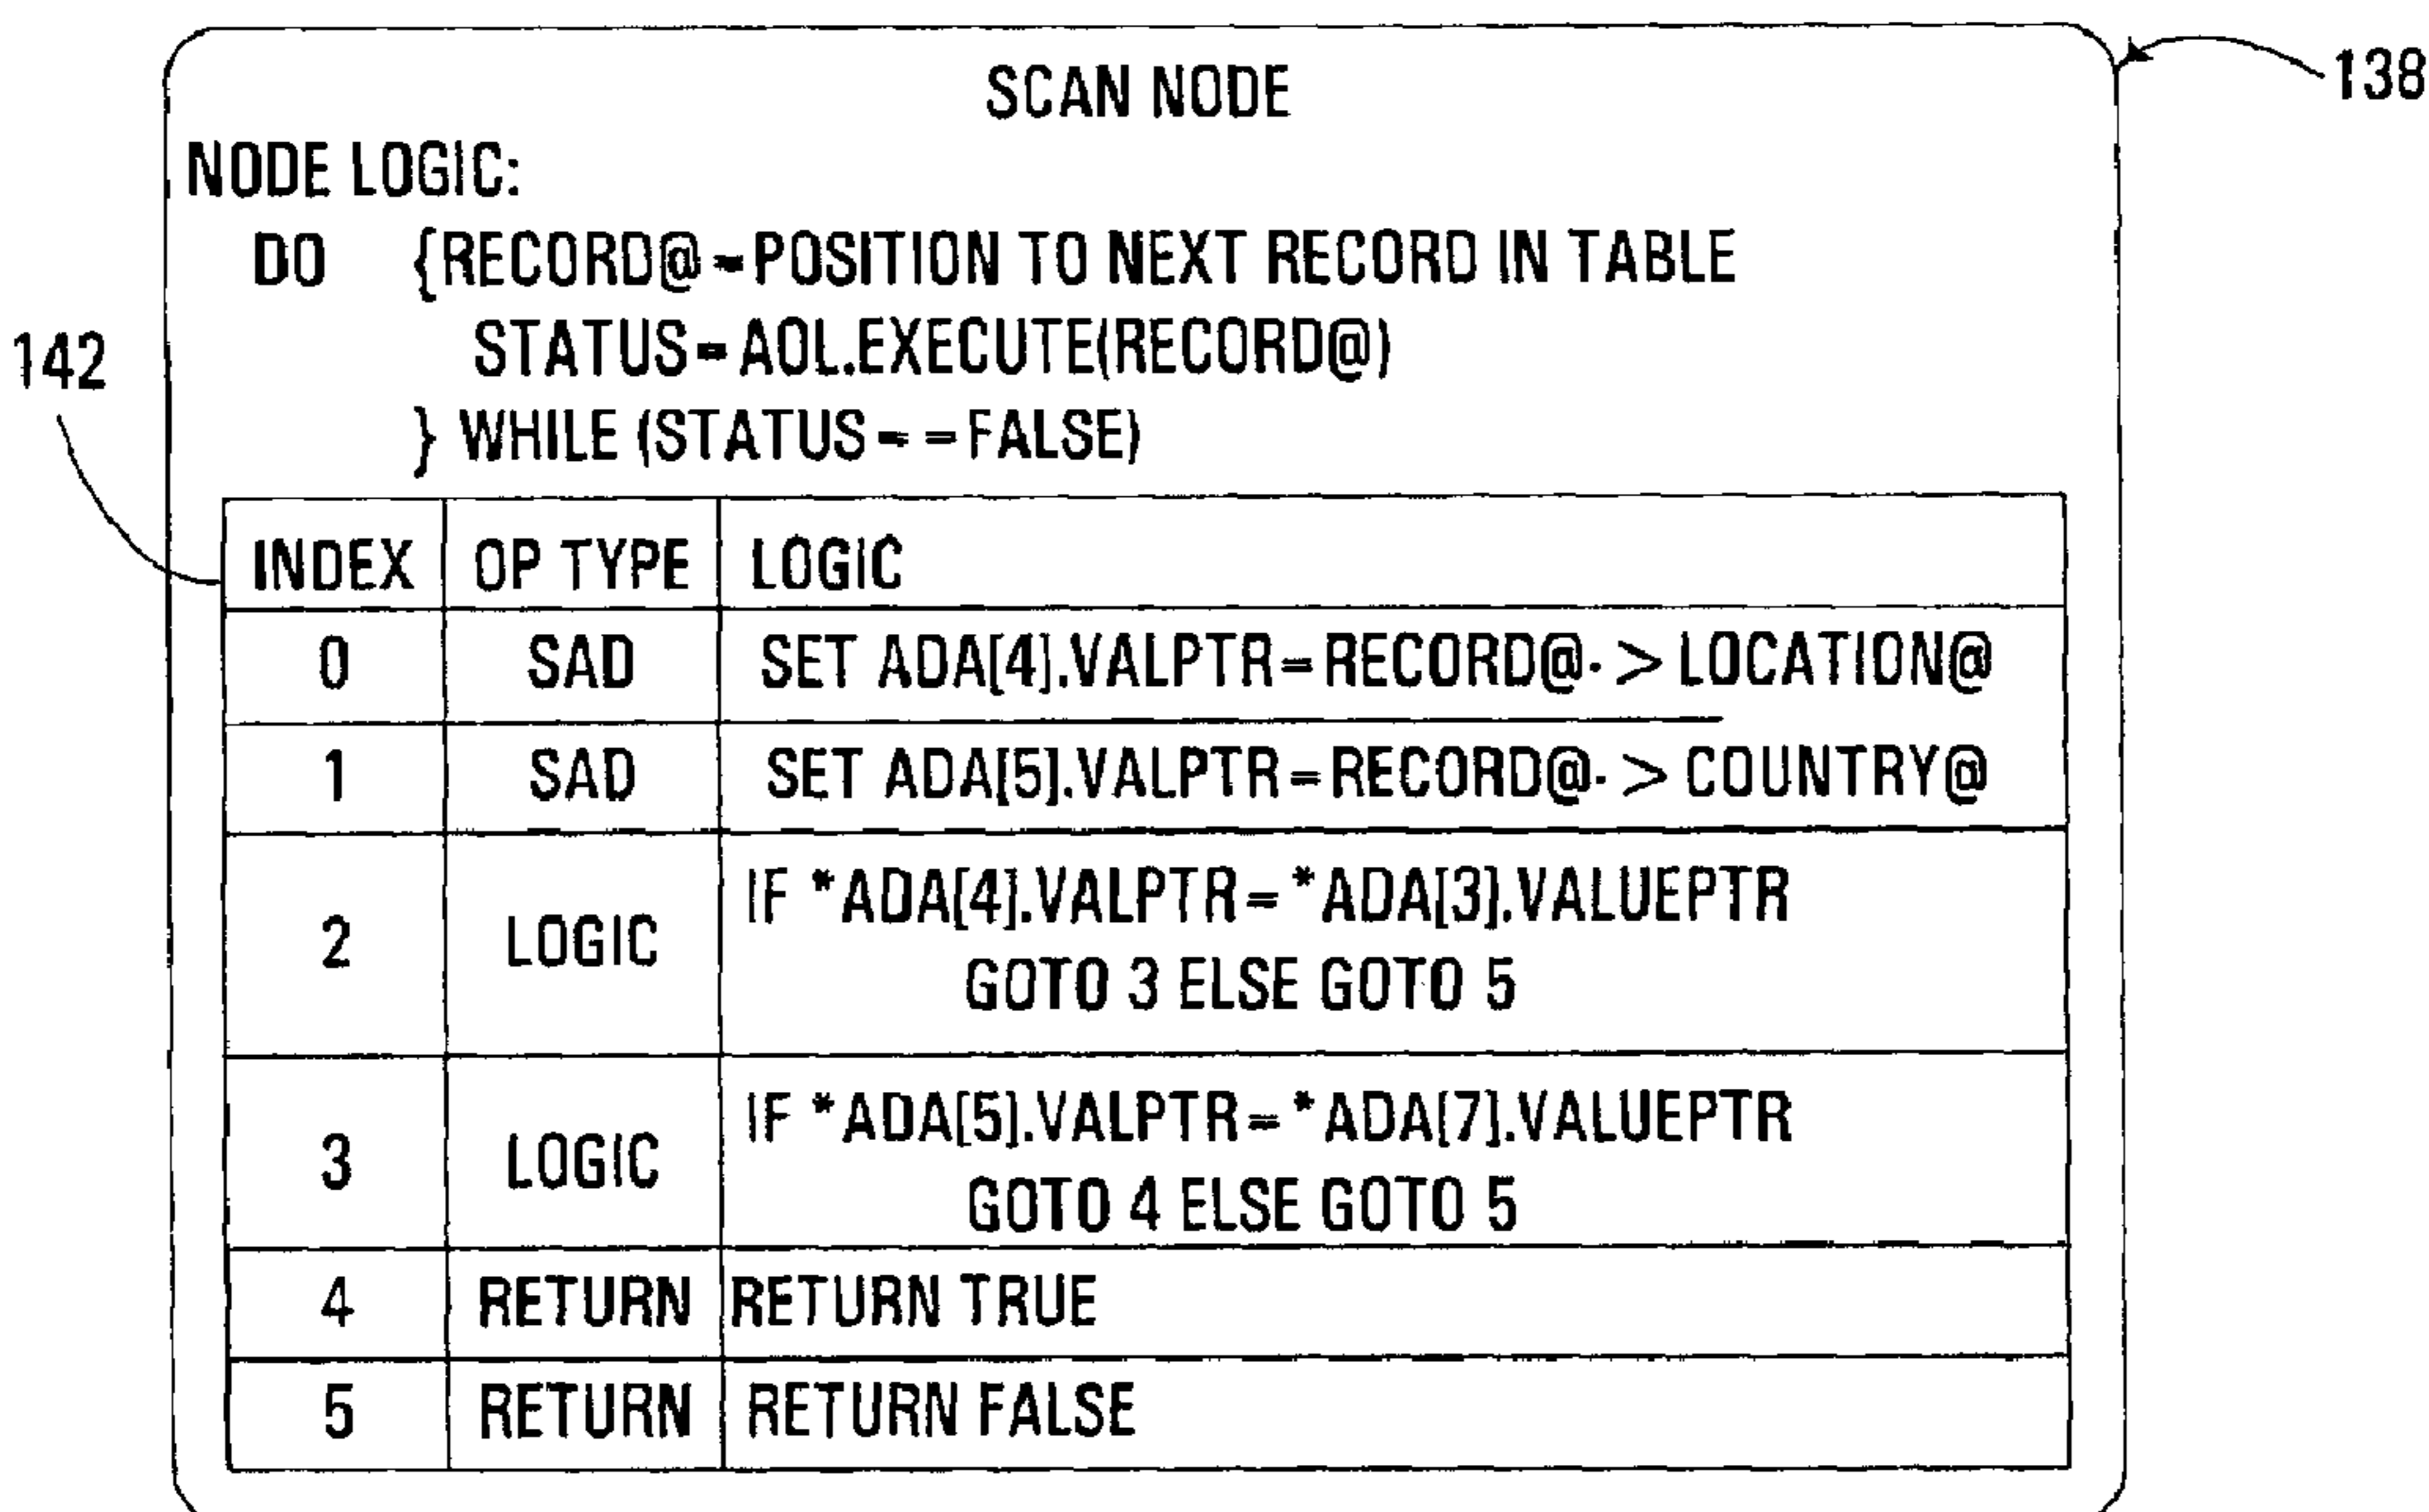 SCAN NODE
138
NODE LOGIC:
DO {RECORD@=POSITION TO NEXT RECORD IN TABLE
STATUS=AOL.EXECUTE(RECORD@)
} WHILE (STATUS==FALSE)
142
INDEX OP TYPE LOGIC
0 SAD SET ADA[4].VALPTR=RECORD@-> LOCATION@
1 SAD SET ADA[5].VALPTR=RECORD@-> COUNTRY@
2 LOGIC IF *ADA[4].VALPTR=*ADA[3].VALUEPTR
GOTO 3 ELSE GOTO 5
3 LOGIC IF *ADA[5].VALPTR=*ADA[7].VALUEPTR
GOTO 4 ELSE GOTO 5
4 RETURN RETURN TRUE
5 RETURN RETURN FALSE